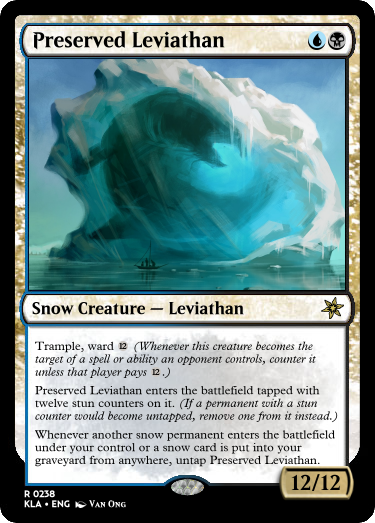 Preserved Leviathan
Snow Creature — Leviathan
Trample, ward 12 (Whenever this creature becomes the
target of a spell or ability an opponent controls, counter it
unless that player pays 12.)
Preserved Leviathan enters the battlefield tapped with
twelve stun counters on it. (If a permanent with a stun
counter would become untapped, remove one from it instead.)
Whenever another snow permanent enters the battlefield
under your control or a snow card is put into your
graveyard from anywhere, untap Preserved Leviathan.
12/12
R 0238
KLA • ENG Van Ong